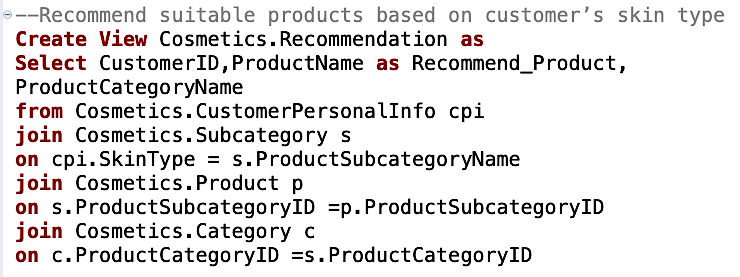 --Recommend suitable products based on customer’s skin type
Create View Cosmetics.Recommendation as
Select CustomerID,ProductName as Recommend_Product,
ProductCategoryName
from Cosmetics.CustomerPersonalInfo cpi
join Cosmetics.Subcategory s
on cpi.SkinType = s.ProductSubcategoryName
join Cosmetics.Product p
on s.ProductSubcategoryID =p.ProductSubcategoryID
join Cosmetics.Category c
on c.ProductCategoryID =s.ProductCategoryID